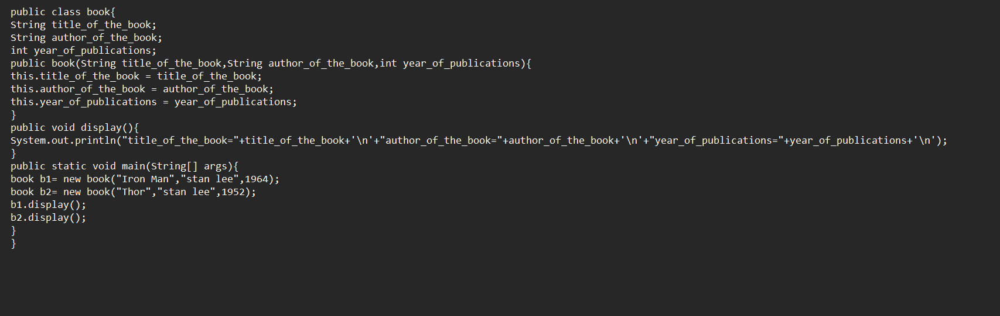 public class book{
String title_of_the_book;
String author_of_the_book;
int year_of_publications;
public book(String title_of_the_book,String author_of_the_book,int year_of_publications){
this.title_of_the_book = title_of_the_book;
this.author_of_the_book = author_of_the_book;
this.year_of_publications = year_of_publications;
}
public void display(){
System.out.println("title_of_the_book="+title_of_the_book+'\n'+"author_of_the_book="+author_of_the_book+'\n'+"year_of_publications="+year_of_publications+'\n');
}
public static void main(String[] args){
book b1= new book("Iron Man","stan lee",1964);
book b2= new book("Thor","stan lee",1952);
b1.display();
b2.display();
}
}